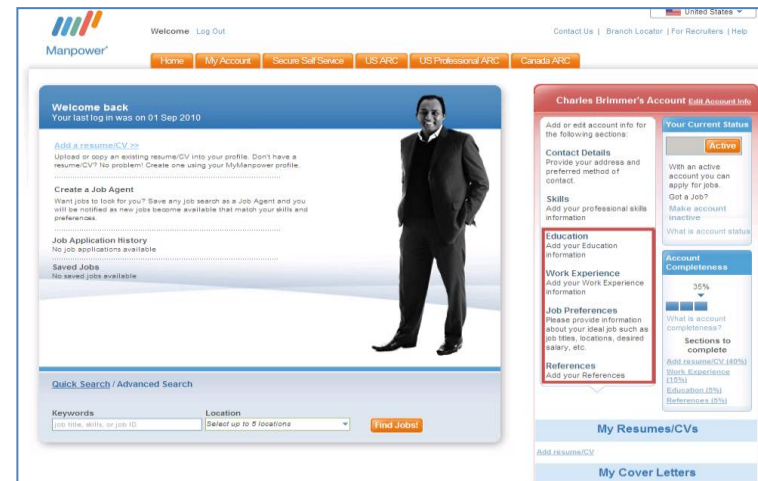 United States
Welcome Log Out
Contact Us | Branch Locator | For Recruiters | Help
Manpower
Home My Account Secure Self Service US ARC US Professional ARC Canada ARC
Welcome back
Your last log in was on 01 Sep 2010
Add a resume/CV >>
Upload or copy an existing resume/CV into your profile. Don't have a
resume/CV? No problem! Create one using your MyManpower profile.
Create a Job Agent
Want jobs to look for you? Save any job search as a Job Agent and you
will be notified as new jobs become available that match your skills and
preferences
Job Application History
No job applications available
Saved Jobs
No saved jobs available
Quick Search / Advanced Search
Keywords
job title, skills, or job ID
Location
Select up to 5 locations
Find Jobs!
Charles Brimmer's Account Edit Account Info
Add or edit account info for
the following sections:
Contact Details
Provide your address and
preferred method of
contact.
Skills
Add your professional skills
information
Education
Add your Education
information
Work Experience
Add your Work Experience
information
Job Preferences
Please provide information
about your ideal job such as
job titles, locations, desired
salary, etc.
References
Add your References
Your Current Status
Active
With an active
account you can
apply for jobs.
Got a Job?
Make account
inactive
What is account status
Account
Completeness
35%
What is account
completeness?
Sections to
complete
Add resume/CV (40%)
Work Experience
(15%)
Education (5%)
References (5%)
My Resumes/CVs
Add resume/CV
My Cover Letters